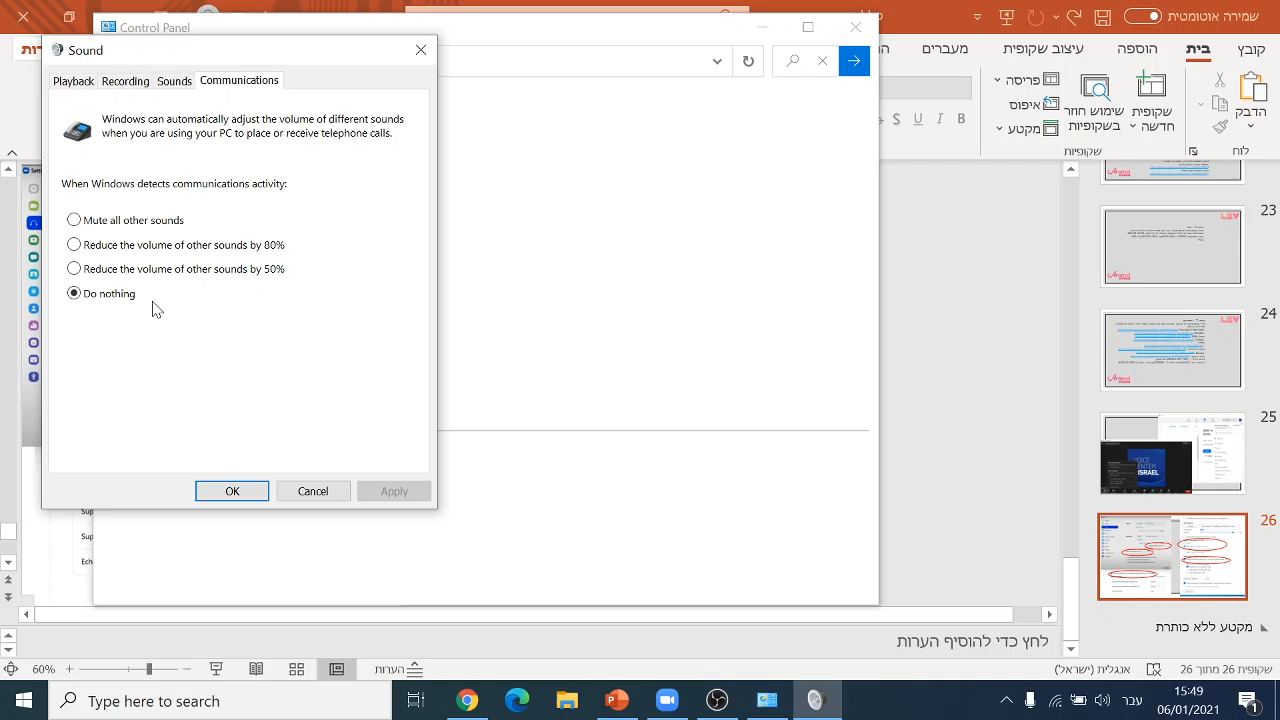 שמירה אוטומטית
קובץ
בית
הוספה
עיצוב שקופית
מעברים
הדבק
לוח
שקופית
חדשה
שימוש חוזר
בשקופיות
פריסה
איפוס
מקטע
שקופיות
Control Panel
Sound
Playback Recording Sounds Communications
Windows can automatically adjust the volume of different sounds
when you are using your PC to place or receive telephone calls.
When Windows detects communications activity:
Mute all other sounds
Reduce the volume of other sounds by 80%
Reduce the volume of other sounds by 50%
Do nothing
OK Cancel Apply
23
24
25
26
מקטע ללא כותרת
לחץ כדי להוסיף הערות
שקופית 26 מתוך 26
אנגלית (ישראל)
הערות
60%
Type here to search
עבר
15:49
06/01/2021